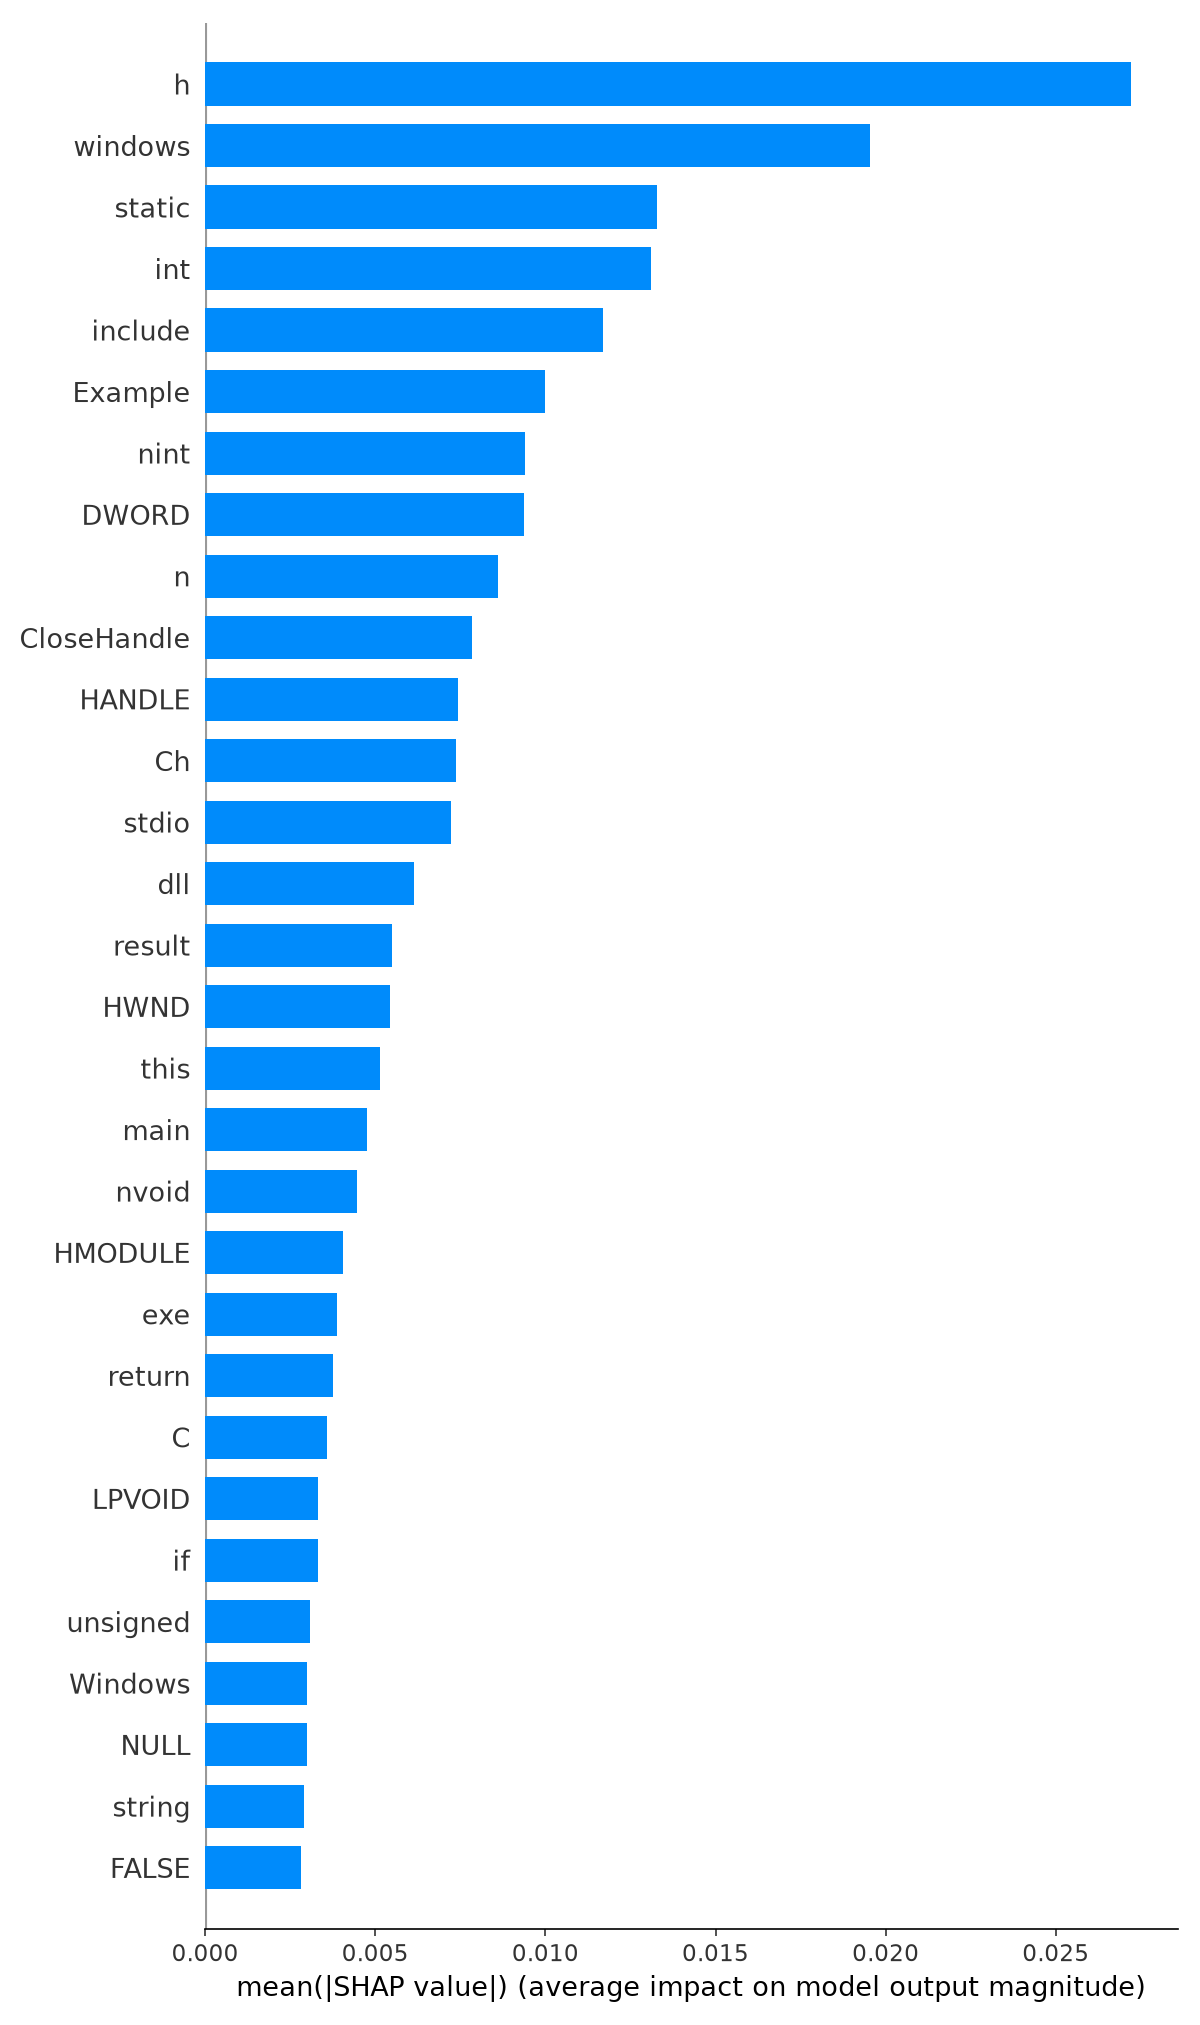 h
windows
static
int
include
Example
nint
DWORD
n
CloseHandle
HANDLE
Ch
stdio
dll
result
HWND
this
main
nvoid
HMODULE
exe
return
C
LPVOID
if
unsigned
Windows
NULL
string
FALSE
0.000 0.005 0.010 0.015 0.020 0.025
mean(|SHAP value|) (average impact on model output magnitude)